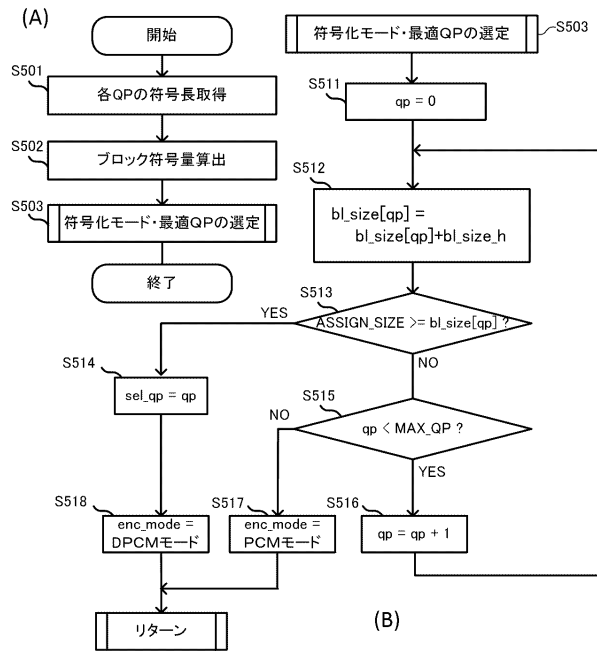 (A)
開始
S501
各QPの符号長取得
S502
ブロック符号量算出
S503
符号化モード・最適QPの選定
終了
符号化モード・最適QPの選定
S503
S511
qp = 0
S512
bl_size[qp] =
bl_size[qp]+bl_size_h
S513
ASSIGN_SIZE >= bl_size[qp] ?
YES
NO
S514
sel_qp = qp
S515
qp < MAX_QP ?
NO
YES
S518
enc_mode =
DPCMモード
S517
enc_mode =
PCMモード
S516
qp = qp + 1
リターン
(B)